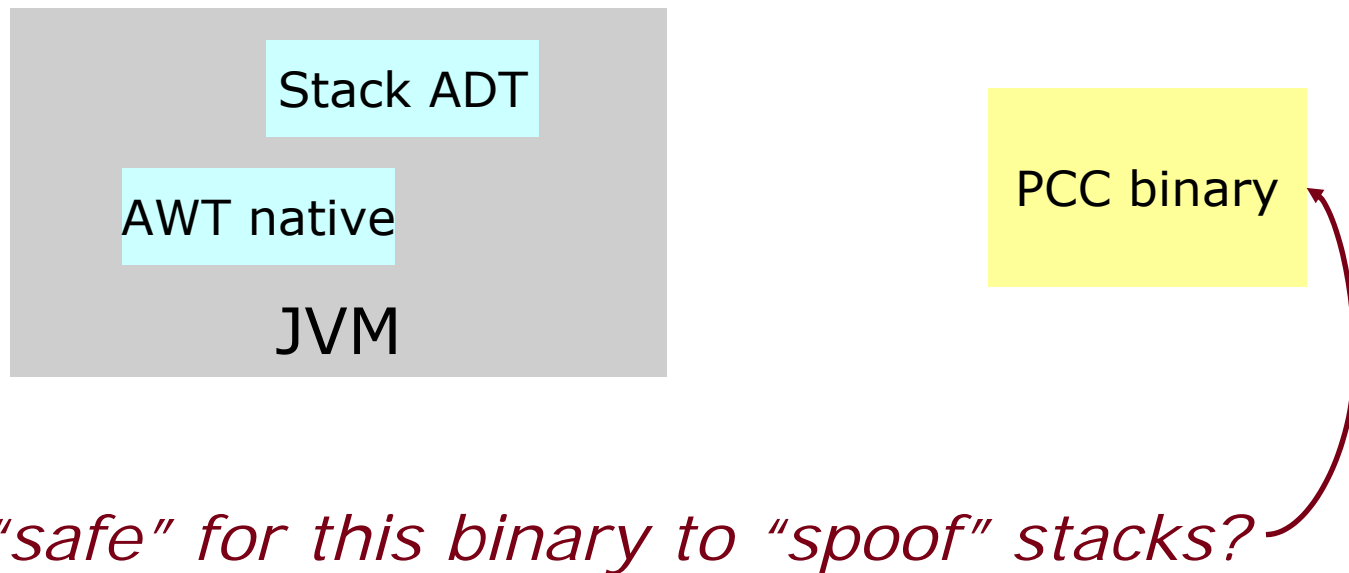 Stack ADT
AWT native
JVM
PCC binary
“safe” for this binary to “spoof” stacks?